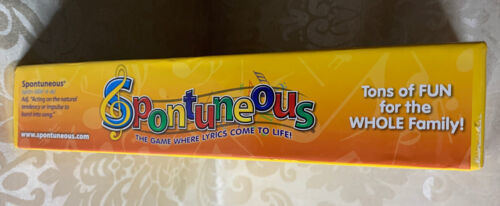 Spontuneous®
Adj. "Acting on the natural
tendency or impulse to
burst into song."
www.spontuneous.com
Spontuneous
THE GAME WHERE LYRICS COME TO LIFE!
Tons of FUN
for the
WHOLE Family!